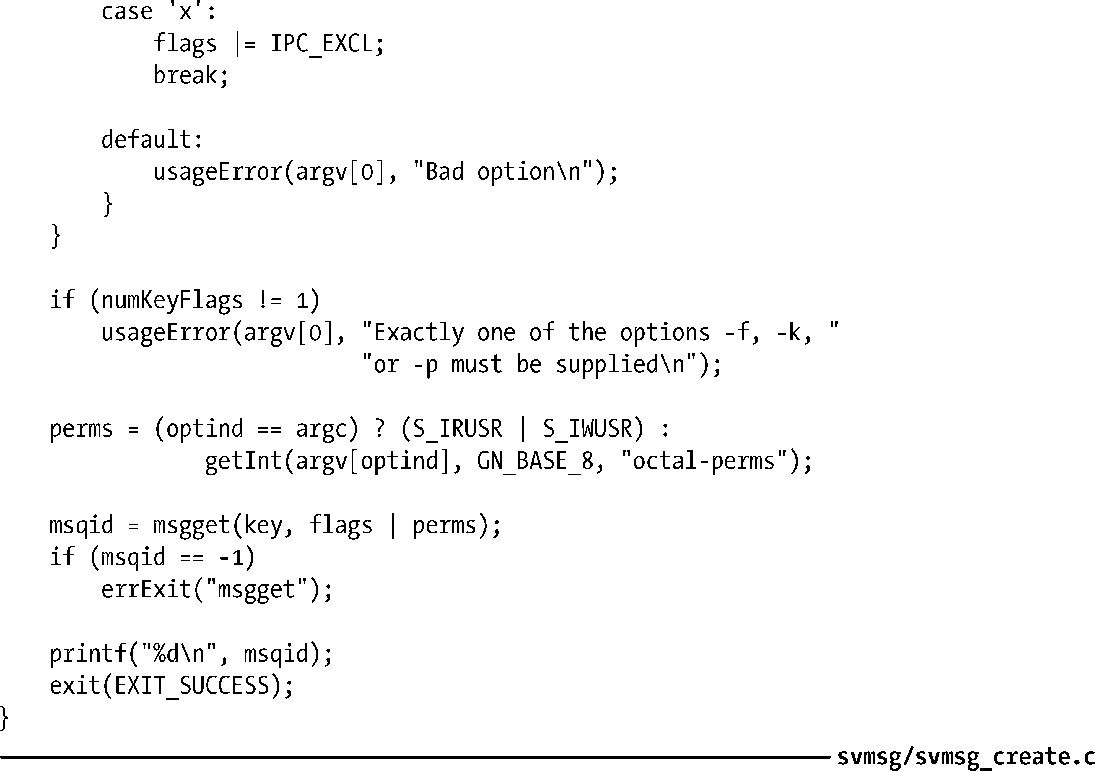 case 'x':
flags |= IPC_EXCL;
break;
default:
usageError(argv[0], "Bad option\n");
}
}
if (numKeyFlags != 1)
usageError(argv[0], "Exactly one of the options -f, -k, "
"or -p must be supplied\n");
perms = (optind == argc) ? (S_IRUSR | S_IWUSR) :
getInt(argv[optind], GN_BASE_8, "octal-perms");
msqid = msgget(key, flags | perms);
if (msqid == -1)
errExit("msgget");
printf("%d\n", msqid);
exit(EXIT_SUCCESS);
}
svmsg/svmsg_create.c